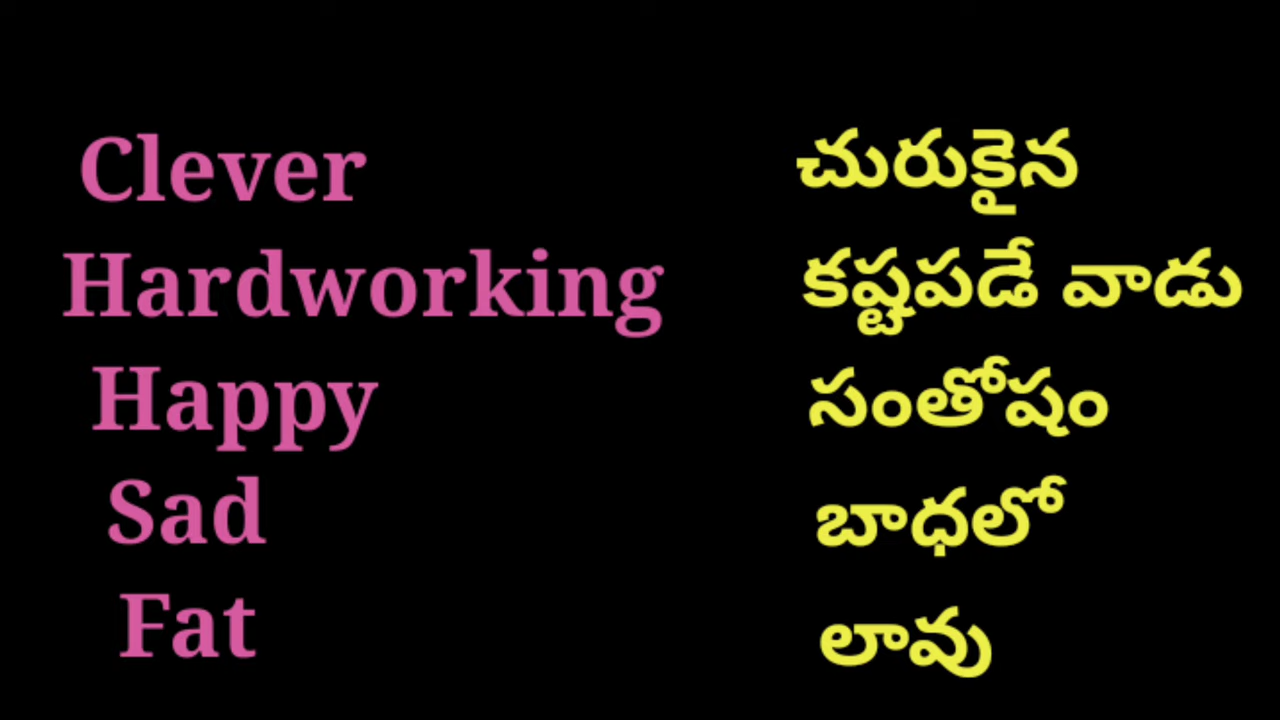 Clever చురుకైన
Hardworking కష్టపడే వాడు
Happy సంతోషం
Sad బాధలో
Fat లావు